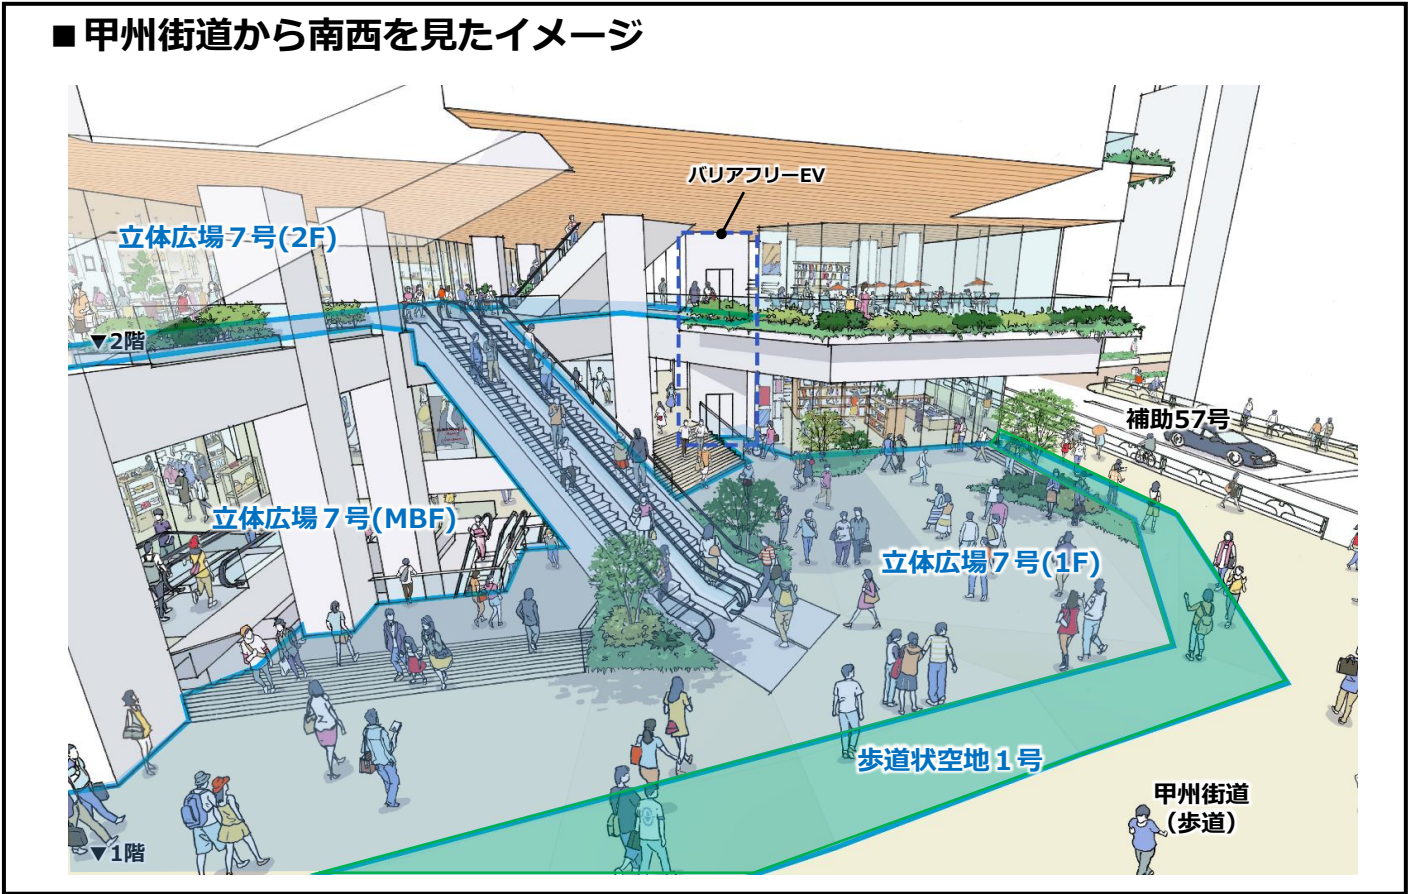 ■甲州街道から南西を見たイメージ
バリアフリーEV
立体広場７号(2F)
▼2階
補助57号
立体広場７号(MBF)
立体広場７号(1F)
歩道状空地１号
甲州街道
（歩道）
▼1階